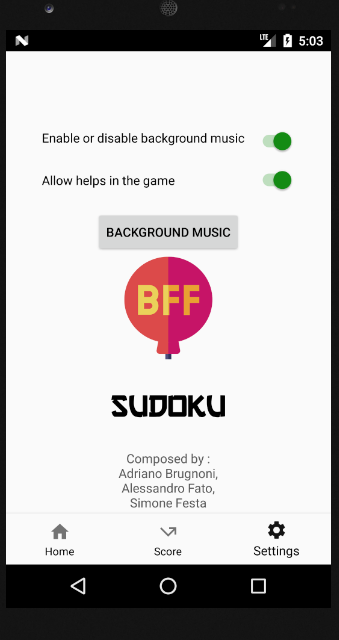 LTE 5:03
Enable or disable background music
Allow helps in the game
BACKGROUND MUSIC
BFF
SUDOKU
Composed by :
Adriano Brugnoni,
Alessandro Fato,
Simone Festa
Home Score Settings